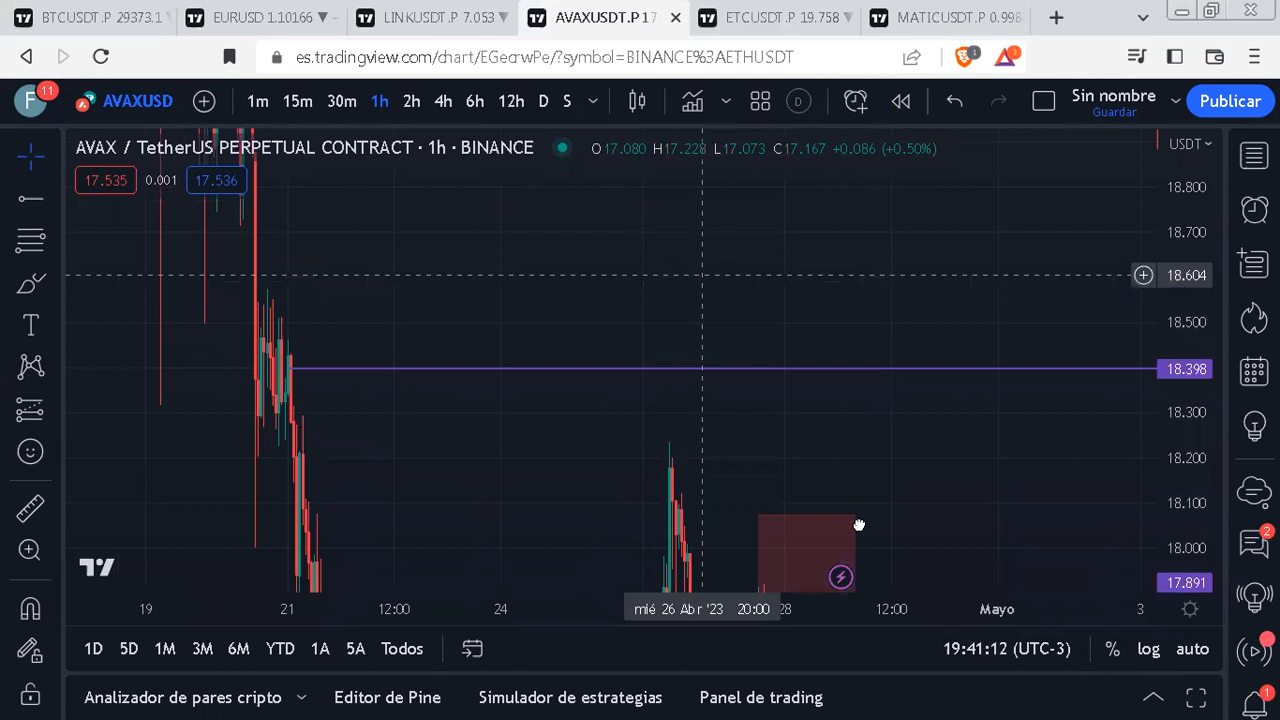 BTCUSDT.P 29373.1
EURUSD 1.10166 ▼ −
LINKUSDT.P 7.053 ▼
AVAXUSDT.P 17.
ETCUSDT.P 19.758 ▼
MATICUSDT.P 0.998
es.tradingview.com/chart/EGecrwPs/?symbol=BINANCE%3AETHUSDT
1
F 11 AVAXUSD 1m 15m 30m 1h 2h 4h 6h 12h D S D Sin nombre Publicar
Guardar
AVAX / TetherUS PERPETUAL CONTRACT · 1h · BINANCE O17.080 H17.228 L17.073 C17.167 +0.086 (+0.50%) USDT
17.535 0.001 17.536
18.800
18.700
18.604
18.500
18.398
18.300
18.200
18.100
18.000
17.891
19 21 12:00 24 mié 26 Abr '23 20:00 28 12:00 Mayo 3
1D 5D 1M 3M 6M YTD 1A 5A Todos 19:41:12 (UTC-3) % log auto
Analizador de pares cripto Editor de Pine Simulador de estrategias Panel de trading
2
1